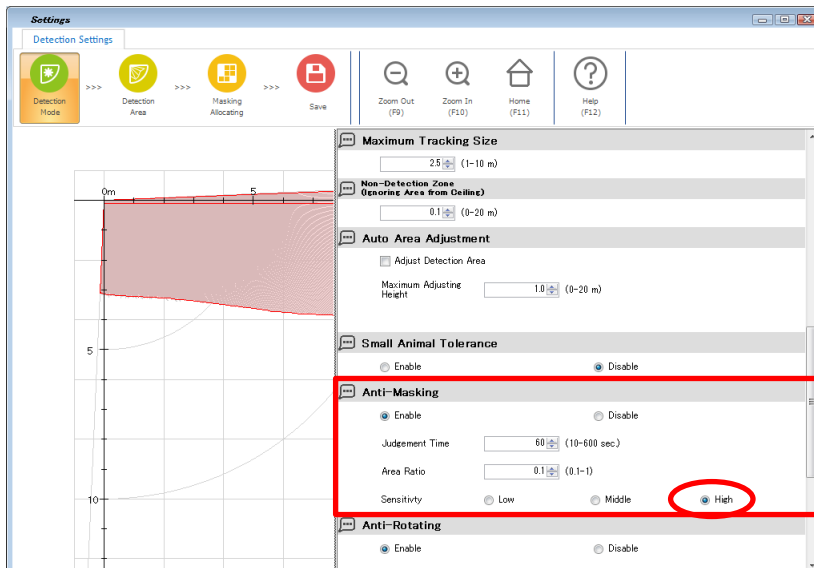 Settings
Detection Settings
Detection Mode >>> Detection Area >>> Masking Allocating >>> Save Zoom Out (F9) Zoom In (F10) Home (F11) Help (F12)
Maximum Tracking Size
2.5 (1-10 m)
Non-Detection Zone
(Ignoring Area from Ceiling)
0.1 (0-20 m)
Auto Area Adjustment
Adjust Detection Area
Maximum Adjusting Height 1.0 (0-20 m)
Small Animal Tolerance
Enable Disable
Anti-Masking
Enable Disable
Judgement Time 60 (10-600 sec.)
Area Ratio 0.1 (0.1-1)
Sensitivty Low Middle High
Anti-Rotating
Enable Disable
0m 5
5
10